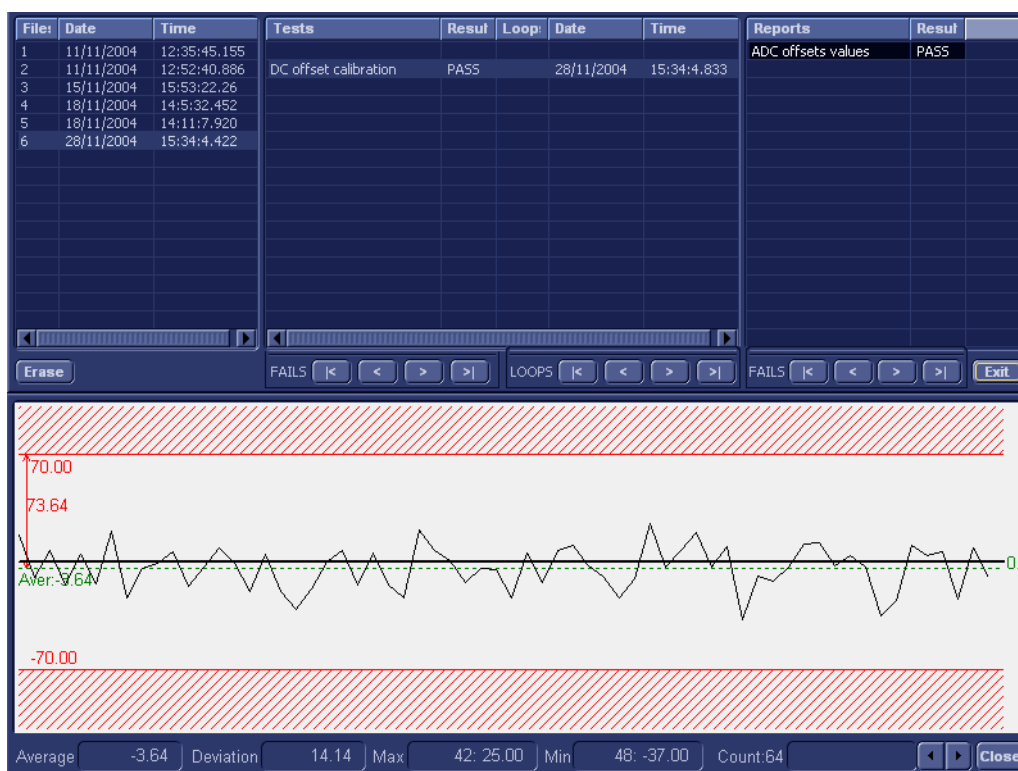 File: Date Time Tests Resul Loop: Date Time Reports Resul
1 11/11/2004 12:35:45.155 ADC offsets values PASS
2 11/11/2004 12:52:40.886 DC offset calibration PASS 28/11/2004 15:34:4.833
3 15/11/2004 15:53:22.26
4 18/11/2004 14:5:32.452
5 18/11/2004 14:11:7.920
6 28/11/2004 15:34:4.422
Erase FAILS |< < > >| LOOPS |< < > >| FAILS |< < > >| Exit
70.00
73.64
0.
Aver:-3.64
-70.00
Average -3.64 Deviation 14.14 Max 42: 25.00 Min 48: -37.00 Count:64 Close